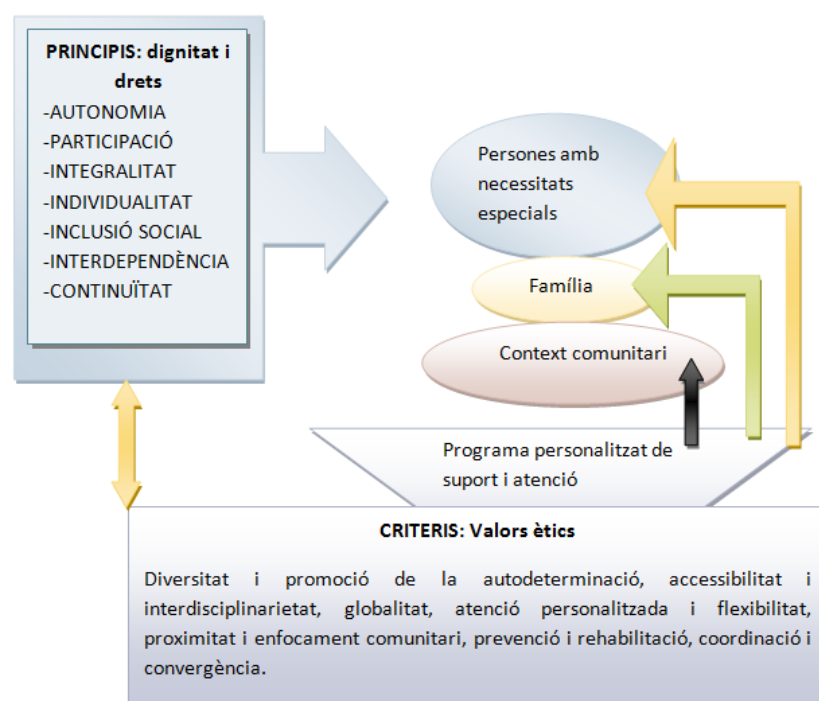 PRINCIPIS: dignitat i
drets
-AUTONOMIA
-PARTICIPACIÓ
-INTEGRALITAT
-INDIVIDUALITAT
-INCLUSIÓ SOCIAL
-INTERDEPENDÈNCIA
-CONTINUÏTAT
Persones amb
necessitats
especials
Família
Context comunitari
Programa personalitzat de
suport i atenció
CRITERIS: Valors ètics
Diversitat i promoció de la autodeterminació, accessibilitat i
interdisciplinarietat, globalitat, atenció personalitzada i flexibilitat,
proximitat i enfocament comunitari, prevenció i rehabilitació, coordinació i
convergència.